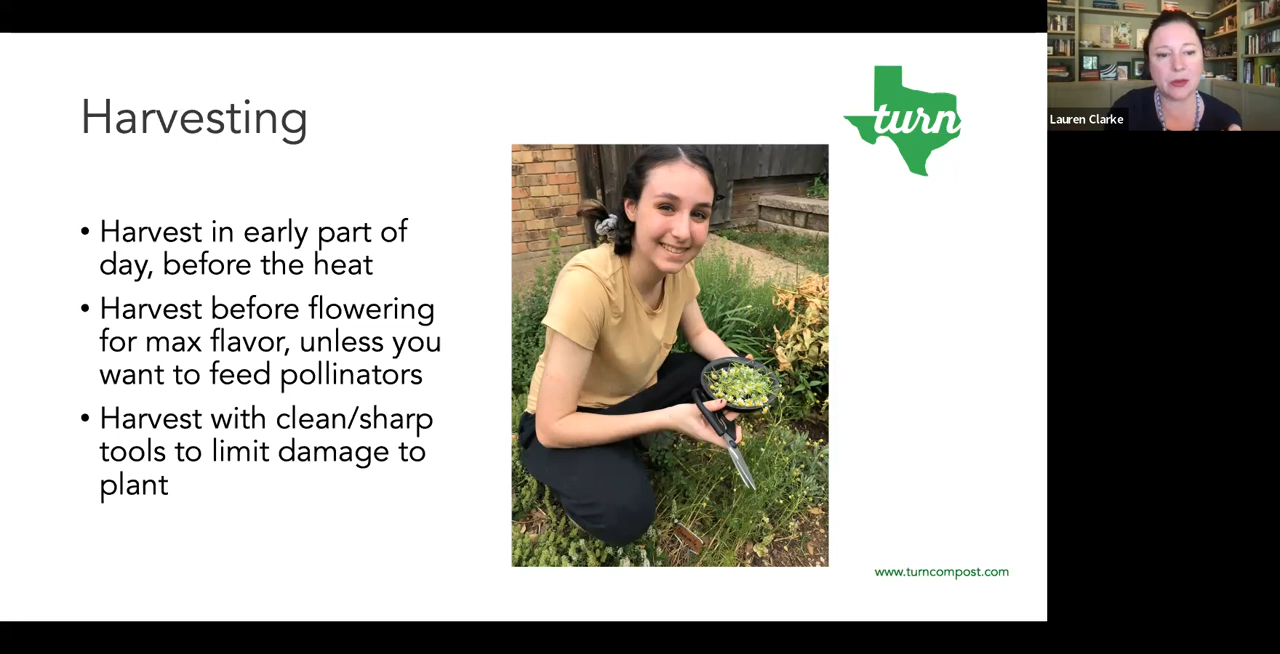 Harvesting
turn
Lauren Clarke
• Harvest in early part of
day, before the heat
• Harvest before flowering
for max flavor, unless you
want to feed pollinators
• Harvest with clean/sharp
tools to limit damage to
plant
www.turncompost.com